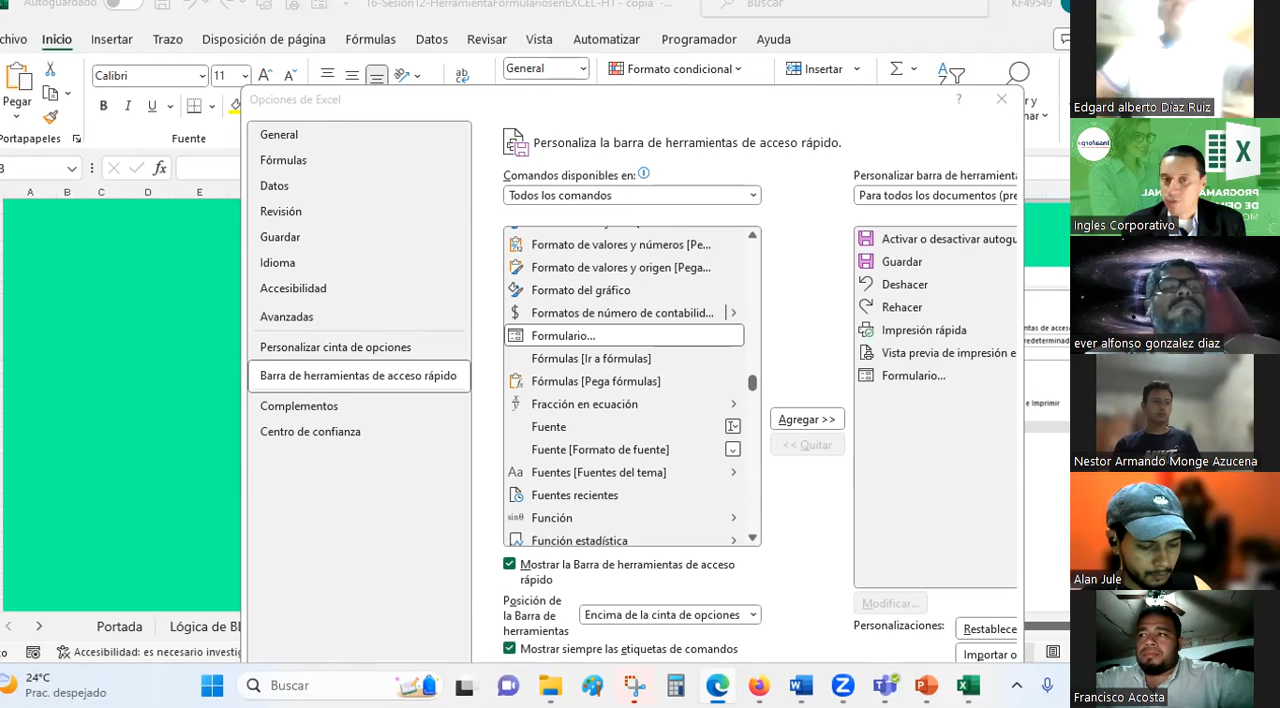 Autoguardado
16-Sesion12-HerramientaFormulariosenEXCEL-HT - copia -...
Buscar
KF49549
chivo Inicio Insertar Trazo Disposición de página Fórmulas Datos Revisar Vista Automatizar Programador Ayuda
Pegar
Calibri 11
General
Formato condicional
Insertar
N K S
Portapapeles
Fuente
Opciones de Excel
General
Fórmulas
Datos
Revisión
Guardar
Idioma
Accesibilidad
Avanzadas
Personalizar cinta de opciones
Barra de herramientas de acceso rápido
Complementos
Centro de confianza
Personaliza la barra de herramientas de acceso rápido.
Comandos disponibles en:
Todos los comandos
Formato de valores y números [Pe...
Formato de valores y origen [Pega...
Formato del gráfico
Formatos de número de contabilid...
Formulario...
Fórmulas [Ir a fórmulas]
Fórmulas [Pega fórmulas]
Fracción en ecuación
Fuente
Fuente [Formato de fuente]
Fuentes [Fuentes del tema]
Fuentes recientes
Función
Función estadística
Agregar >>
<< Quitar
Personalizar barra de herramienta
Para todos los documentos (pre
Activar o desactivar autogu
Guardar
Deshacer
Rehacer
Impresión rápida
Vista previa de impresión e
Formulario...
Modificar...
Personalizaciones:
Restablece
Importar o
Mostrar la Barra de herramientas de acceso
rápido
Posición de
la Barra de
herramientas
Encima de la cinta de opciones
Mostrar siempre las etiquetas de comandos
A B C D E
Portada Lógica de BI
Accesibilidad: es necesario investig
24°C
Prac. despejado
Buscar
Edgard alberto Díaz Ruiz
Ingles Corporativo
ever alfonso gonzalez diaz
Nestor Armando Monge Azucena
Alan Jule
Francisco Acosta